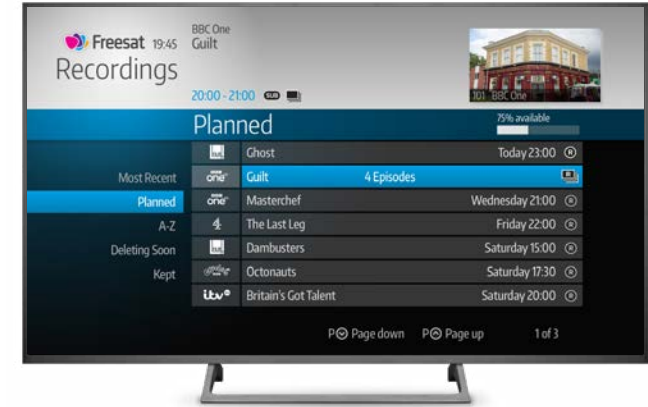 Freesat 19:45
Recordings
BBC One
Guilt
20:00 - 21:00 SUB
101 BBC One
Planned
75% available
Most Recent
Planned
A-Z
Deleting Soon
Kept
Ghost Today 23:00 R
one Guilt 4 Episodes
one Masterchef Wednesday 21:00 R
4 The Last Leg Friday 22:00 R
Dambusters Saturday 15:00 R
Octonauts Saturday 17:30 R
itv Britain's Got Talent Saturday 20:00 R
P Page down P Page up 1 of 3